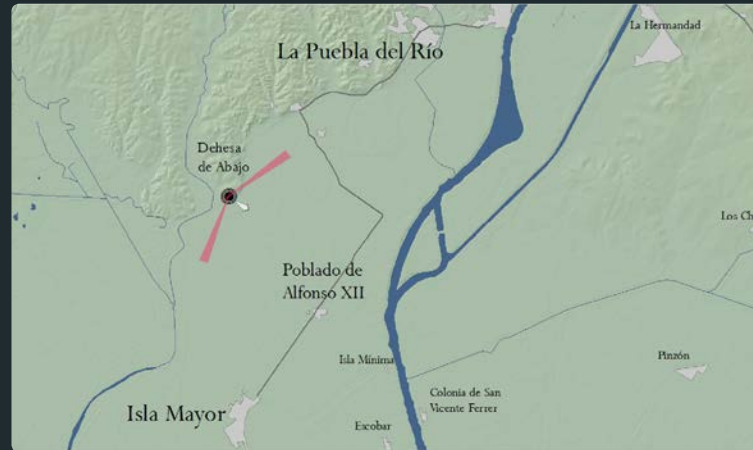 La Hermandad
La Puebla del Río
Dehesa
de Abajo
Los Ch
Poblado de
Alfonso XII
Isla Mínima
Pinzón
Colonia de San
Vicente Ferrer
Isla Mayor
Escobar